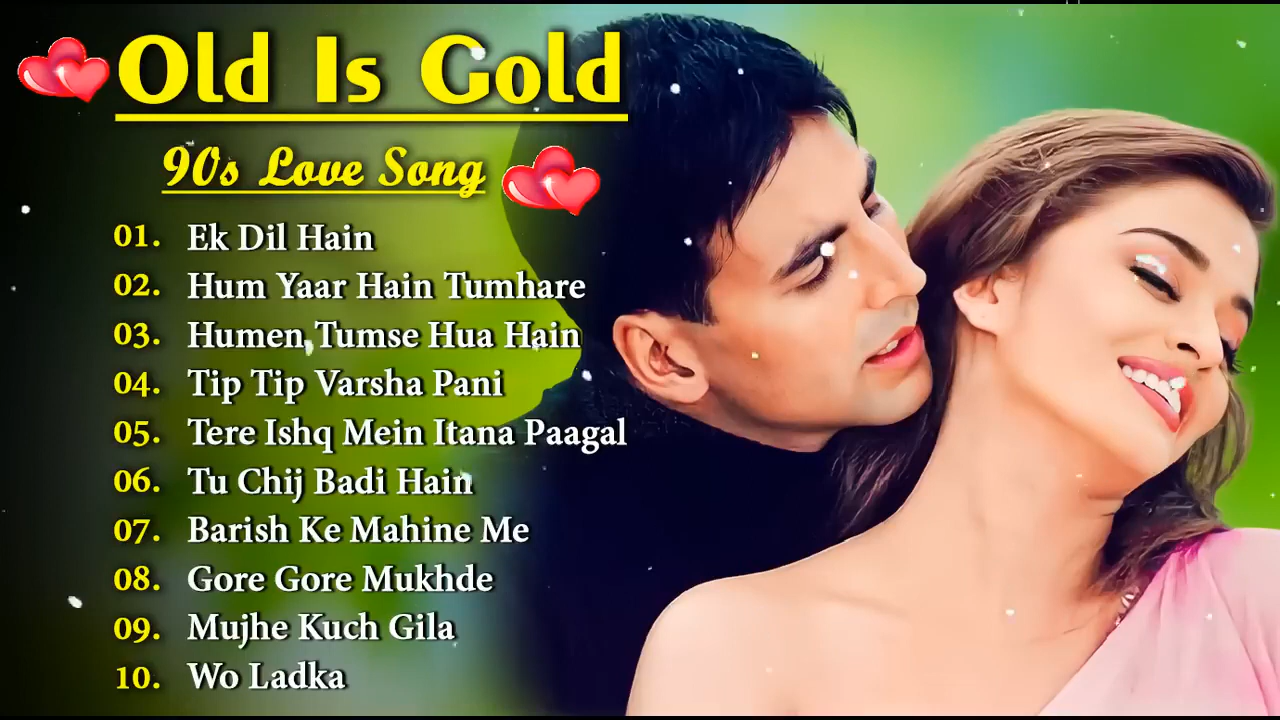 Old Is Gold
90s Love Song
01. Ek Dil Hain
02. Hum Yaar Hain Tumhare
03. Humen Tumse Hua Hain
04. Tip Tip Varsha Pani
05. Tere Ishq Mein Itana Paagal
06. Tu Chij Badi Hain
07. Barish Ke Mahine Me
08. Gore Gore Mukhde
09. Mujhe Kuch Gila
10. Wo Ladka